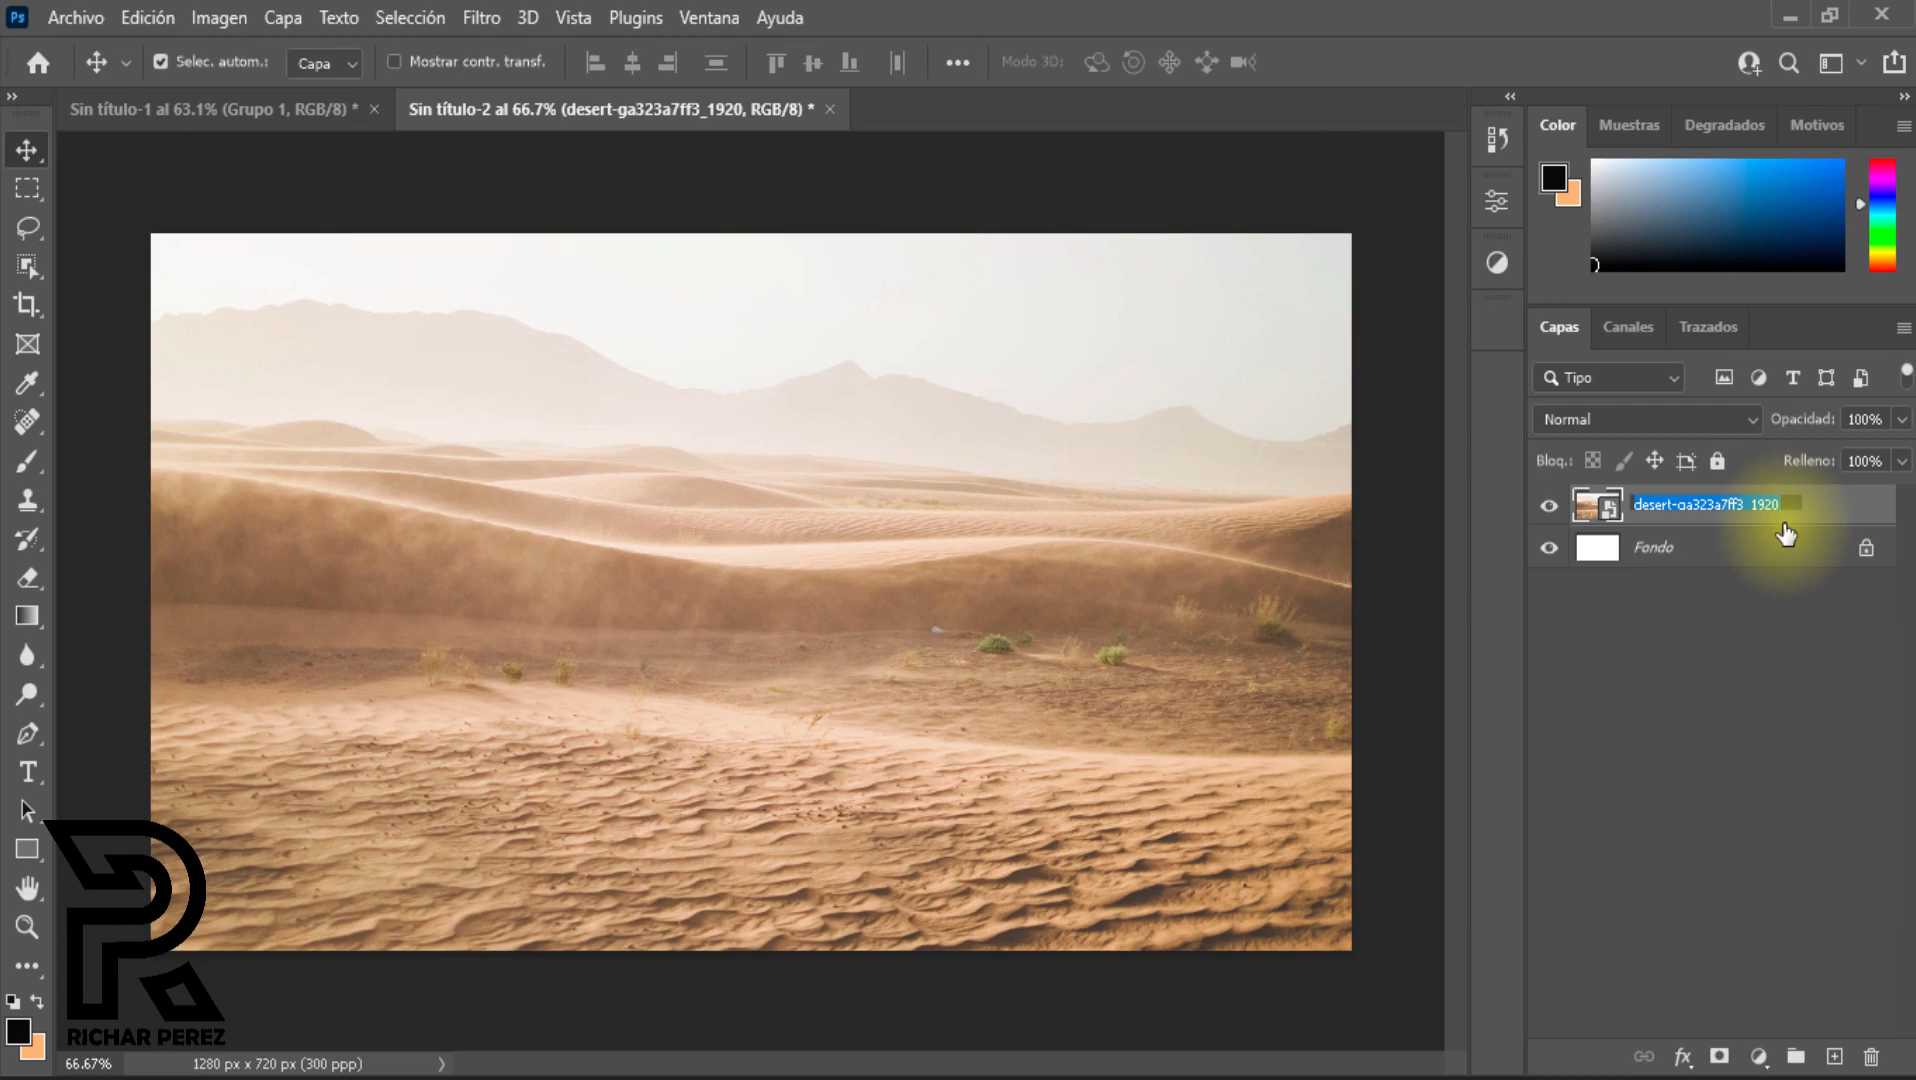 Ps Archivo Edición Imagen Capa Texto Selección Filtro 3D Vista Plugins Ventana Ayuda
Selec. autom.: Capa Mostrar contr. transf. Modo 3D:
Sin título-1 al 63.1% (Grupo 1, RGB/8) * Sin título-2 al 66.7% (desert-ga323a7ff3_1920, RGB/8) *
Color Muestras Degradados Motivos
Capas Canales Trazados
Tipo
Normal Opacidad: 100%
Bloq.: Relleno: 100%
desert-ga323a7ff3_1920
Fondo
RICHAR PEREZ
66.67% 1280 px x 720 px (300 ppp)